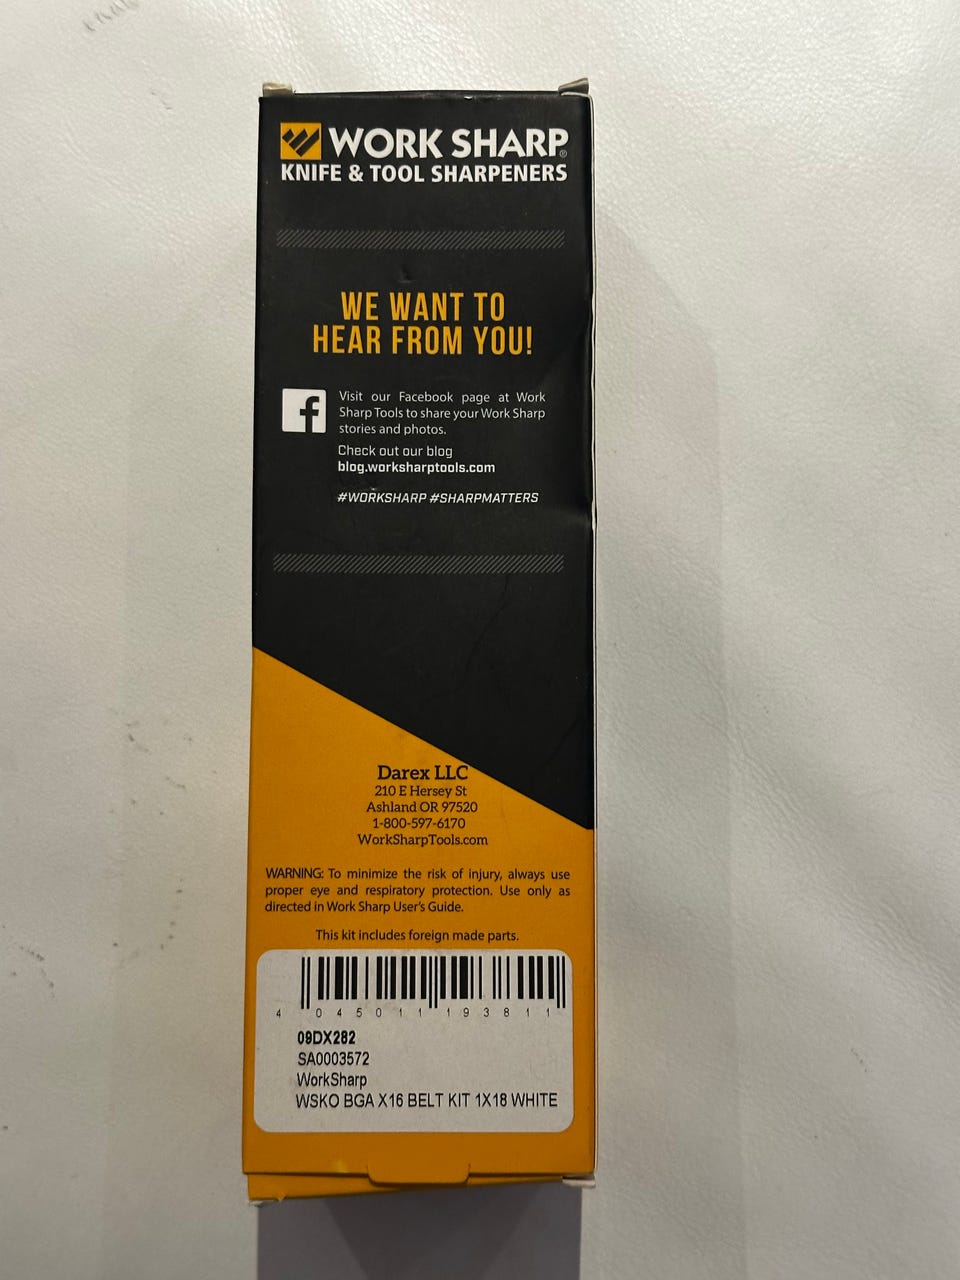 WORK SHARP®
KNIFE & TOOL SHARPENERS
WE WANT TO
HEAR FROM YOU!
Visit our Facebook page at Work
Sharp Tools to share your Work Sharp
stories and photos.
Check out our blog
blog.worksharptools.com
#WORKSHARP #SHARPMATTERS
Darex LLC
210 E Hersey St
Ashland OR 97520
1-800-597-6170
WorkSharpTools.com
WARNING: To minimize the risk of injury, always use
proper eye and respiratory protection. Use only as
directed in Work Sharp User's Guide.
This kit includes foreign made parts.
4 045011 193811
09DX282
SA0003572
WorkSharp
WSKO BGA X16 BELT KIT 1X18 WHITE